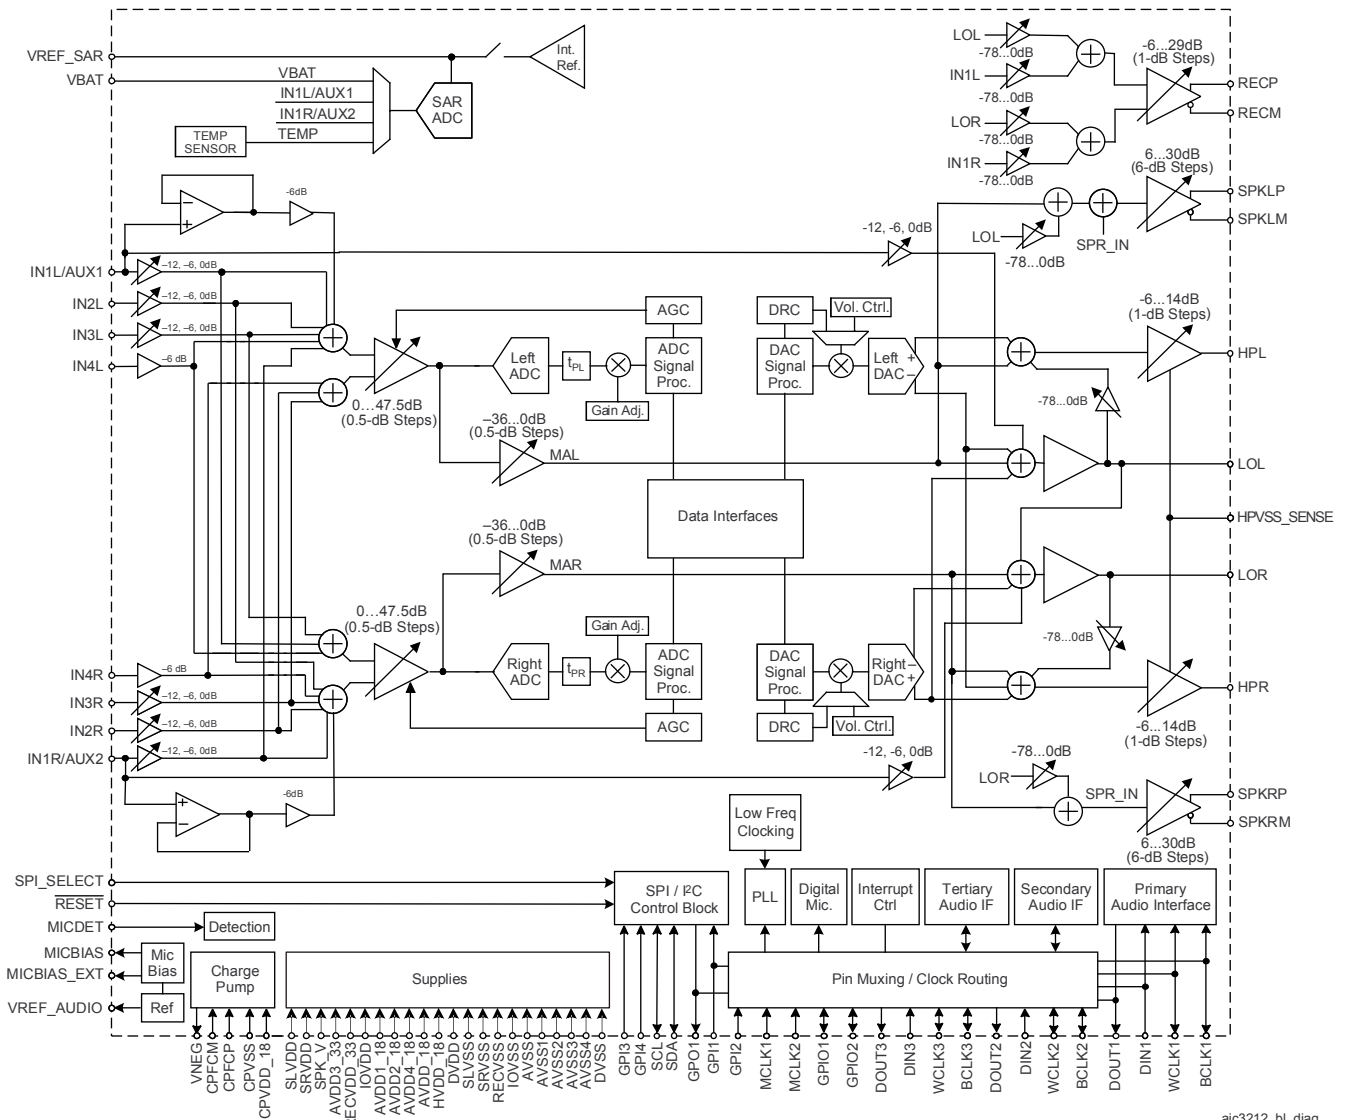 VREF_SAR
VBAT
VBAT
IN1L/AUX1
IN1R/AUX2
TEMP
TEMP
SENSOR
SAR
ADC
Int.
Ref.
LOL
-78...0dB
IN1L
-78...0dB
LOR
-78...0dB
IN1R
-78...0dB
-6...29dB
(1-dB Steps)
RECP
RECM
6...30dB
(6-dB Steps)
SPKLP
SPKLM
LOL
-78...0dB
SPR_IN
-12, -6, 0dB
-6dB
IN1L/AUX1
–12, –6, 0dB
IN2L
–12, –6, 0dB
IN3L
–12, –6, 0dB
IN4L
–6 dB
0...47.5dB
(0.5-dB Steps)
Left
ADC
tPL
Gain Adj.
AGC
ADC
Signal
Proc.
DRC
Vol. Ctrl.
DAC
Signal
Proc.
Left +
DAC –
-6...14dB
(1-dB Steps)
HPL
-78...0dB
–36...0dB
(0.5-dB Steps)
MAL
LOL
Data Interfaces
HPVSS_SENSE
–36...0dB
(0.5-dB Steps)
MAR
LOR
-78...0dB
0...47.5dB
(0.5-dB Steps)
Gain Adj.
Right
ADC
tPR
ADC
Signal
Proc.
AGC
DAC
Signal
Proc.
DRC
Vol. Ctrl.
Right –
DAC +
HPR
-6...14dB
(1-dB Steps)
IN4R
–6 dB
IN3R
–12, –6, 0dB
IN2R
–12, –6, 0dB
IN1R/AUX2
–12, –6, 0dB
-6dB
-12, -6, 0dB
-78...0dB
LOR
SPR_IN
SPKRP
SPKRM
6...30dB
(6-dB Steps)
Low Freq
Clocking
SPI_SELECT
RESET
MICDET
Detection
MICBIAS
MICBIAS_EXT
Mic
Bias
VREF_AUDIO
Ref
Charge
Pump
Supplies
SPI / I²C
Control Block
PLL
Digital
Mic.
Interrupt
Ctrl
Tertiary
Audio IF
Secondary
Audio IF
Primary
Audio Interface
Pin Muxing / Clock Routing
VNEG
CPFCM
CPFCP
CPVSS
CPVDD_18
SLVDD
SRVDD
SPK_V
AVDD3_33
RECVDD_33
IOVDD
AVDD1_18
AVDD2_18
AVDD4_18
AVDD_18
HVDD_18
DVDD
SLVSS
SRVSS
RECVSS
IOVSS
AVSS
AVSS1
AVSS2
AVSS3
AVSS4
DVSS
GPI3
GPI4
SCL
SDA
GPO1
GPI1
GPI2
MCLK1
MCLK2
GPIO1
GPIO2
DOUT3
DIN3
WCLK3
BCLK3
DOUT2
DIN2
WCLK2
BCLK2
DOUT1
DIN1
WCLK1
BCLK1
aic3212_bl_diag